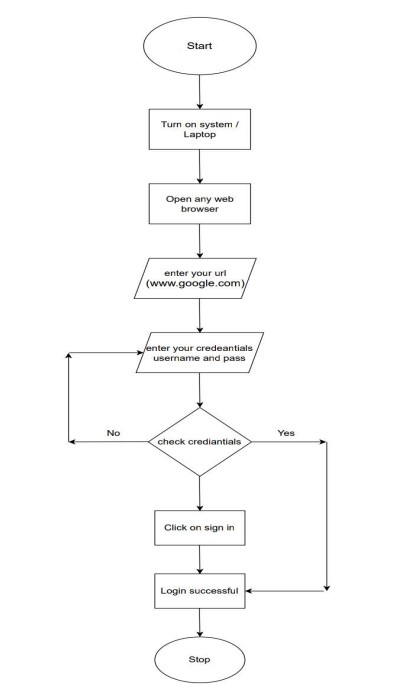 Start
Turn on system /
Laptop
Open any web
browser
enter your url
(www.google.com)
enter your credeantials
username and pass
No
check crediantials
Yes
Click on sign in
Login successful
Stop